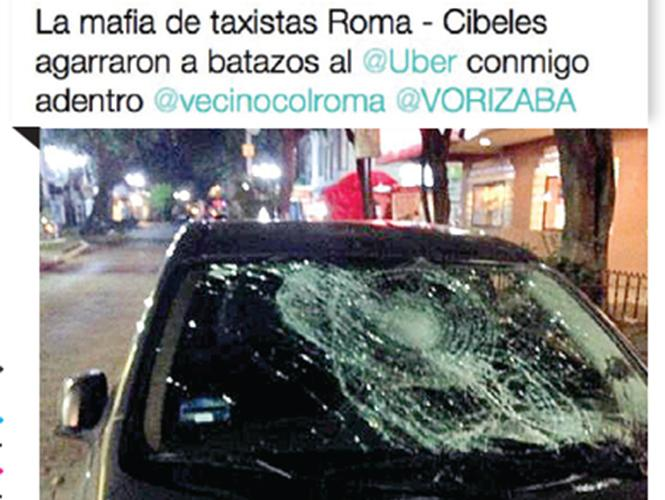 La mafia de taxistas Roma - Cibeles
agarraron a batazos al @Uber conmigo
adentro @vecinocolroma @VORIZABA